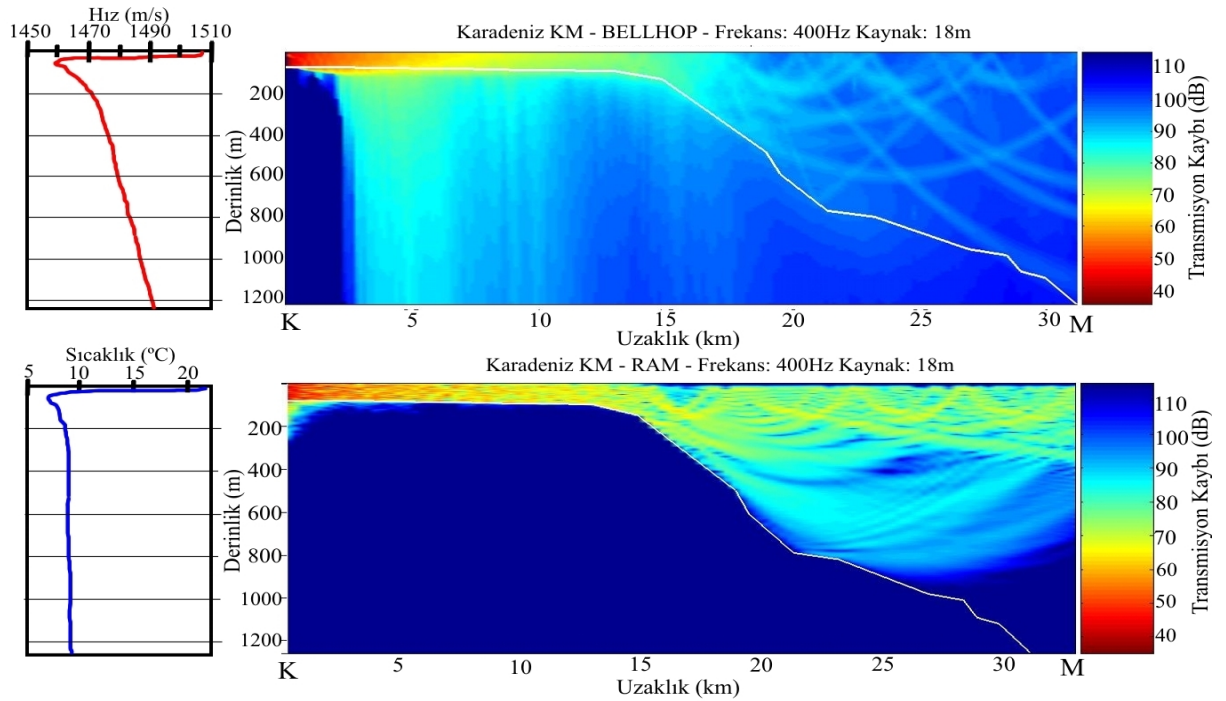 Hız (m/s)
1450 1470 1490 1510
Karadeniz KM - BELLHOP - Frekans: 400Hz Kaynak: 18m
200
400
600
800
1000
1200
Derinlik (m)
K
5 10 15 20 25 30
M
Uzaklık (km)
110
100
90
80
70
60
50
40
Transmisyon Kaybı (dB)
Sıcaklık (ºC)
5 10 15 20
Karadeniz KM - RAM - Frekans: 400Hz Kaynak: 18m
200
400
600
800
1000
1200
Derinlik (m)
K
5 10 15 20 25 30
M
Uzaklık (km)
110
100
90
80
70
60
50
40
Transmisyon Kaybı (dB)